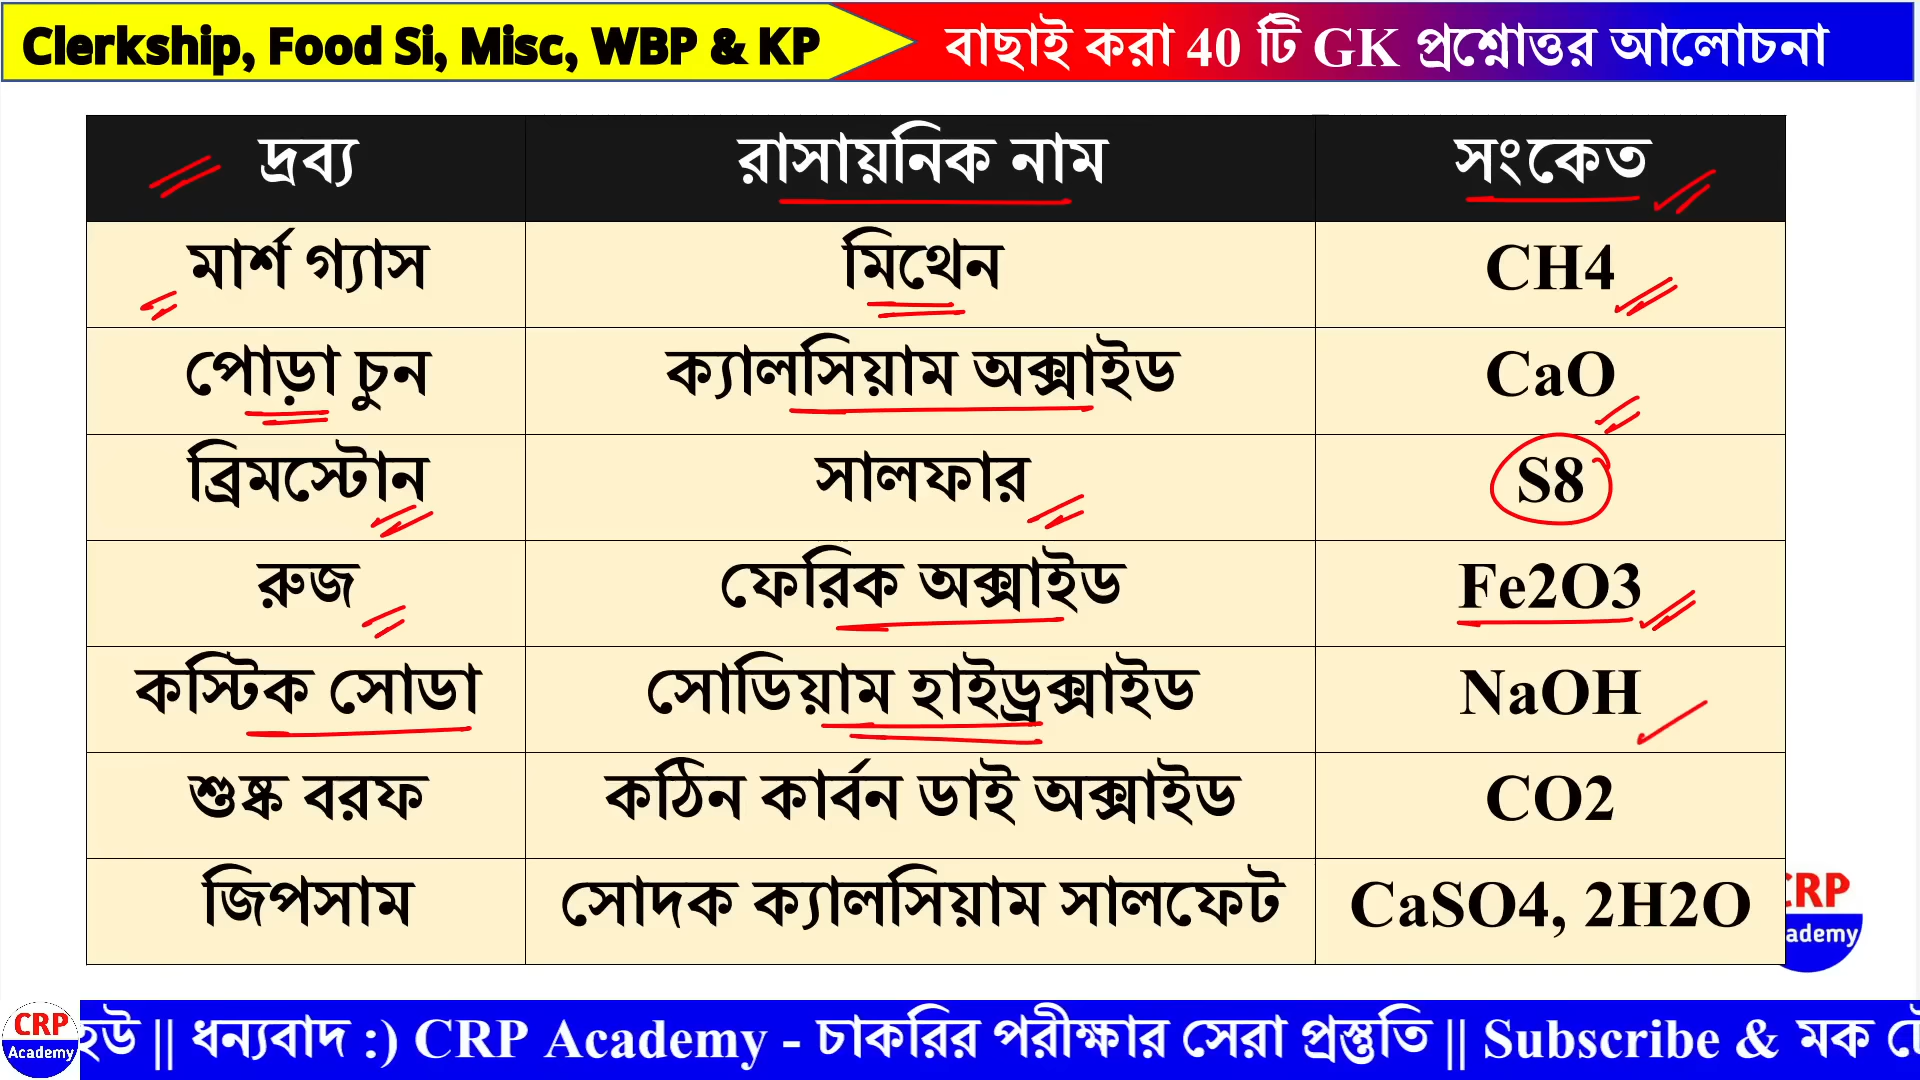 Clerkship, Food Si, Misc, WBP & KP
বাছাই করা 40 টি GK প্রশ্নোত্তর আলোচনা
দ্রব্য রাসায়নিক নাম সংকেত
মার্শ গ্যাস মিথেন CH4
পোড়া চুন ক্যালসিয়াম অক্সাইড CaO
ব্রিমস্টোন সালফার S8
রুজ ফেরিক অক্সাইড Fe2O3
কস্টিক সোডা সোডিয়াম হাইড্রক্সাইড NaOH
শুষ্ক বরফ কঠিন কার্বন ডাই অক্সাইড CO2
জিপসাম সোদক ক্যালসিয়াম সালফেট CaSO4, 2H2O
CRP
ademy
CRP
Academy
|| ধন্যবাদ :) CRP Academy - চাকরির পরীক্ষার সেরা প্রস্তুতি || Subscribe & মক